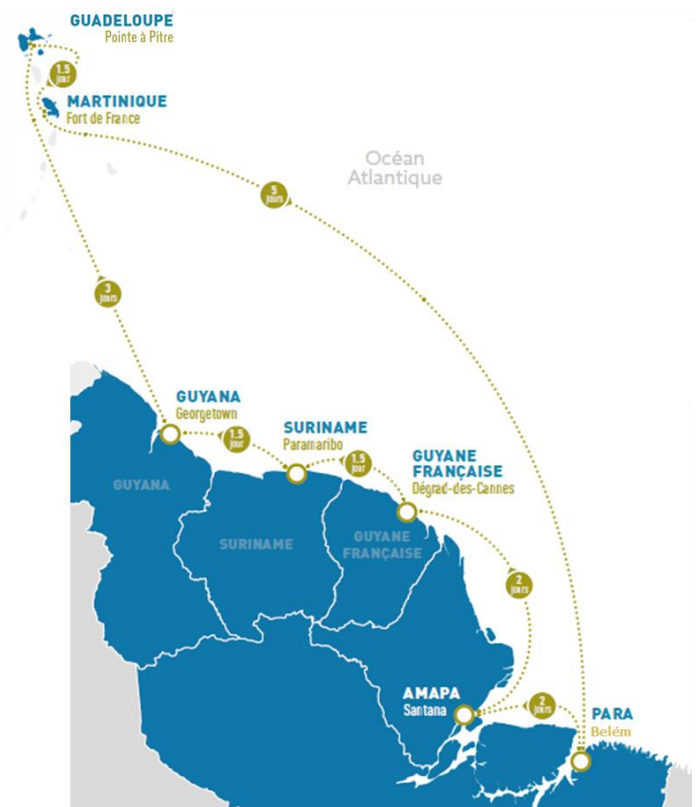 GUADELOUPE
Pointe à Pitre
1.5
jour
MARTINIQUE
Fort de France
Océan
Atlantique
5
jours
3
jours
GUYANA
Georgetown
1.5
jour
SURINAME
Paramaribo
1.5
jour
GUYANE
FRANÇAISE
Dégrad-des-Cannes
GUYANA
SURINAME
GUYANE
FRANÇAISE
2
jours
AMAPA
Santana
2
jours
PARA
Belém